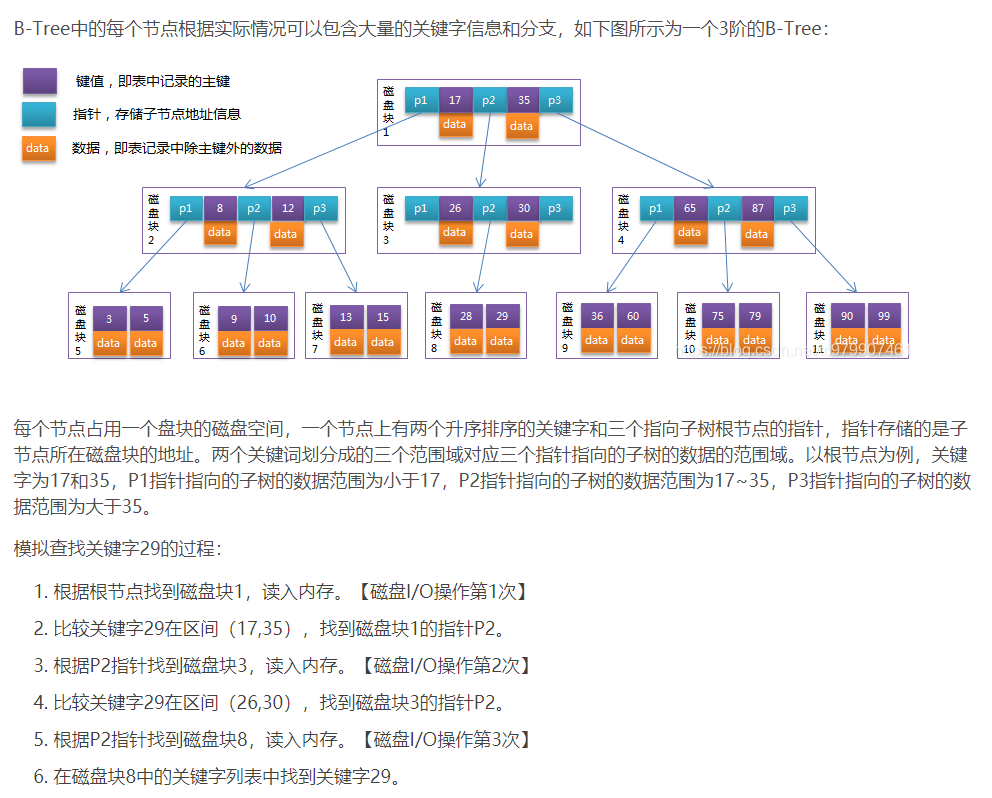 B-Tree中的每个节点根据实际情况可以包含大量的关键字信息和分支，如下图所示为一个3阶的B-Tree：
键值，即表中记录的主键
指针，存储子节点地址信息
data 数据，即表记录中除主键外的数据
磁盘块1 p1 17 p2 35 p3
data data
磁盘块2 p1 8 p2 12 p3
data data
磁盘块3 p1 26 p2 30 p3
data data
磁盘块4 p1 65 p2 87 p3
data data
磁盘块5 3 5
data data
磁盘块6 9 10
data data
磁盘块7 13 15
data data
磁盘块8 28 29
data data
磁盘块9 36 60
data data
磁盘块10 75 79
data data
磁盘块11 90 99
data data
每个节点占用一个盘块的磁盘空间，一个节点上有两个升序排序的关键字和三个指向子树根节点的指针，指针存储的是子
节点所在磁盘块的地址。两个关键词划分成的三个范围域对应三个指针指向的子树的数据的范围域。以根节点为例，关键
字为17和35，P1指针指向的子树的数据范围为小于17，P2指针指向的子树的数据范围为17~35，P3指针指向的子树的数
据范围为大于35。
模拟查找关键字29的过程：
1. 根据根节点找到磁盘块1，读入内存。【磁盘I/O操作第1次】
2. 比较关键字29在区间（17,35），找到磁盘块1的指针P2。
3. 根据P2指针找到磁盘块3，读入内存。【磁盘I/O操作第2次】
4. 比较关键字29在区间（26,30），找到磁盘块3的指针P2。
5. 根据P2指针找到磁盘块8，读入内存。【磁盘I/O操作第3次】
6. 在磁盘块8中的关键字列表中找到关键字29。